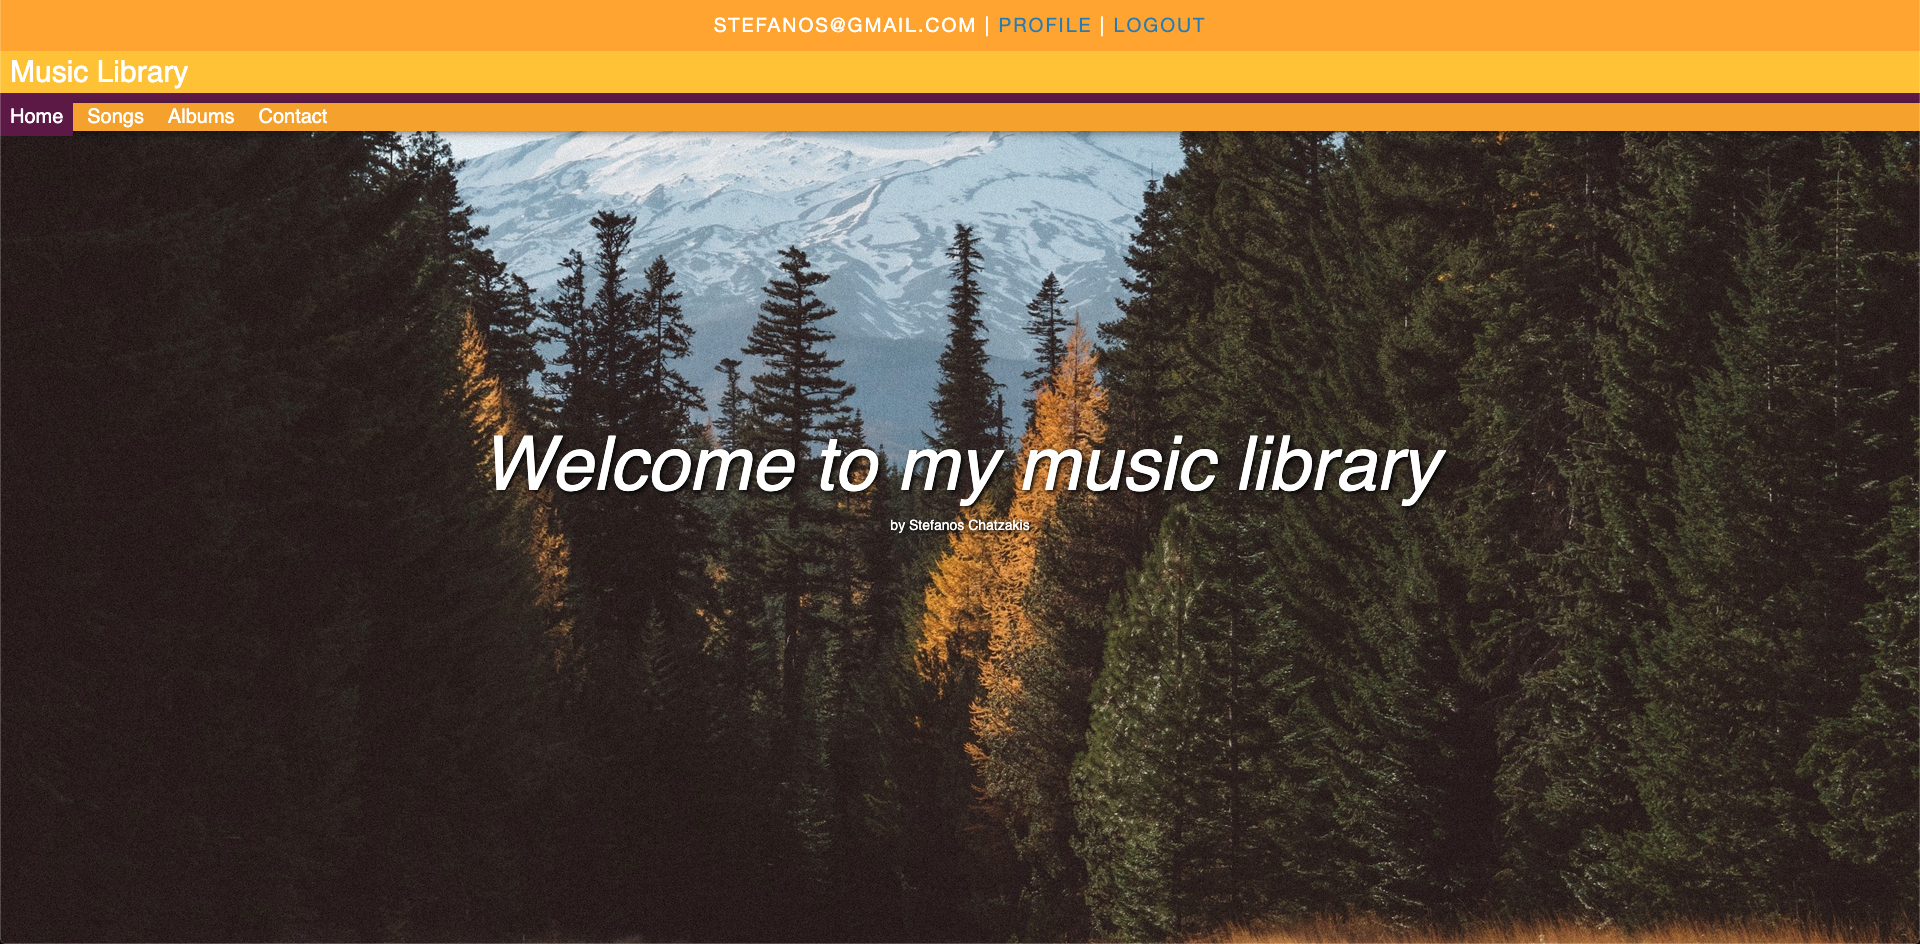 STEFANOS@GMAIL.COM | PROFILE | LOGOUT
Music Library
Home Songs Albums Contact
Welcome to my music library
by Stefanos Chatzakis